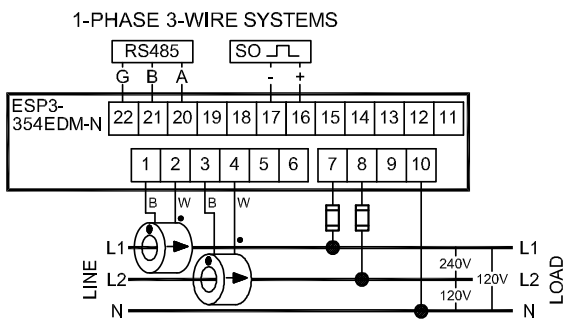 1-PHASE 3-WIRE SYSTEMS
RS485 SO
G B A - +
ESP3-
354EDM-N
22 21 20 19 18 17 16 15 14 13 12 11
1 2 3 4 5 6 7 8 9 10
B W B W
L1 L1
240V
120V
L2 L2
120V
N N
LINE
LOAD